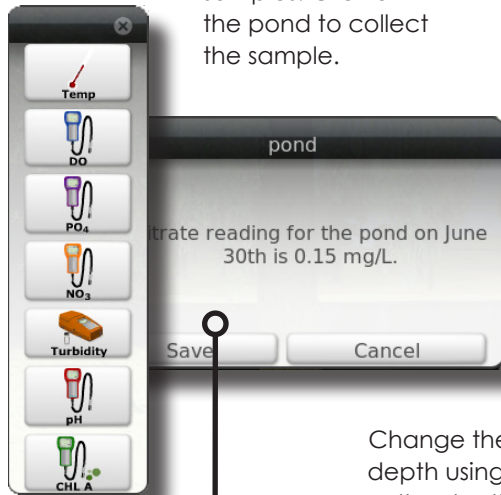 the pond to collect
the sample.
Temp
DO
PO₄
NO₃
Turbidity
pH
CHL A
pond
reading for the pond on June
30th is 0.15 mg/L.
Save
Cancel
Change the
depth using